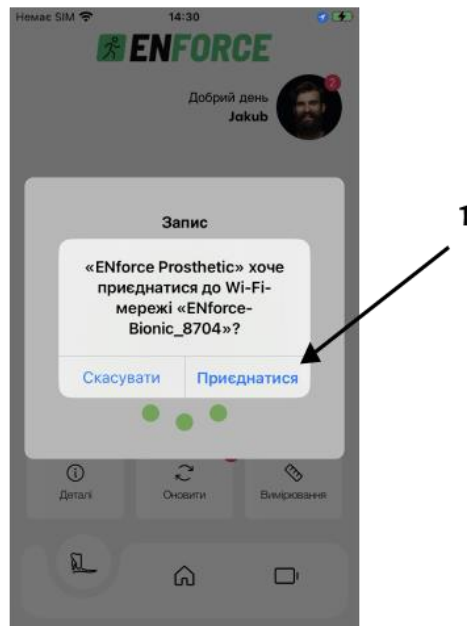 Немає SIM 14:30
ENFORCE
Добрий день 2
Jakub
1
Запис
«ENforce Prosthetic» хоче
приєднатися до Wi-Fi-
мережі «ENforce-
Bionic_8704»?
Скасувати Приєднатися
Деталі Оновити Вимірювання